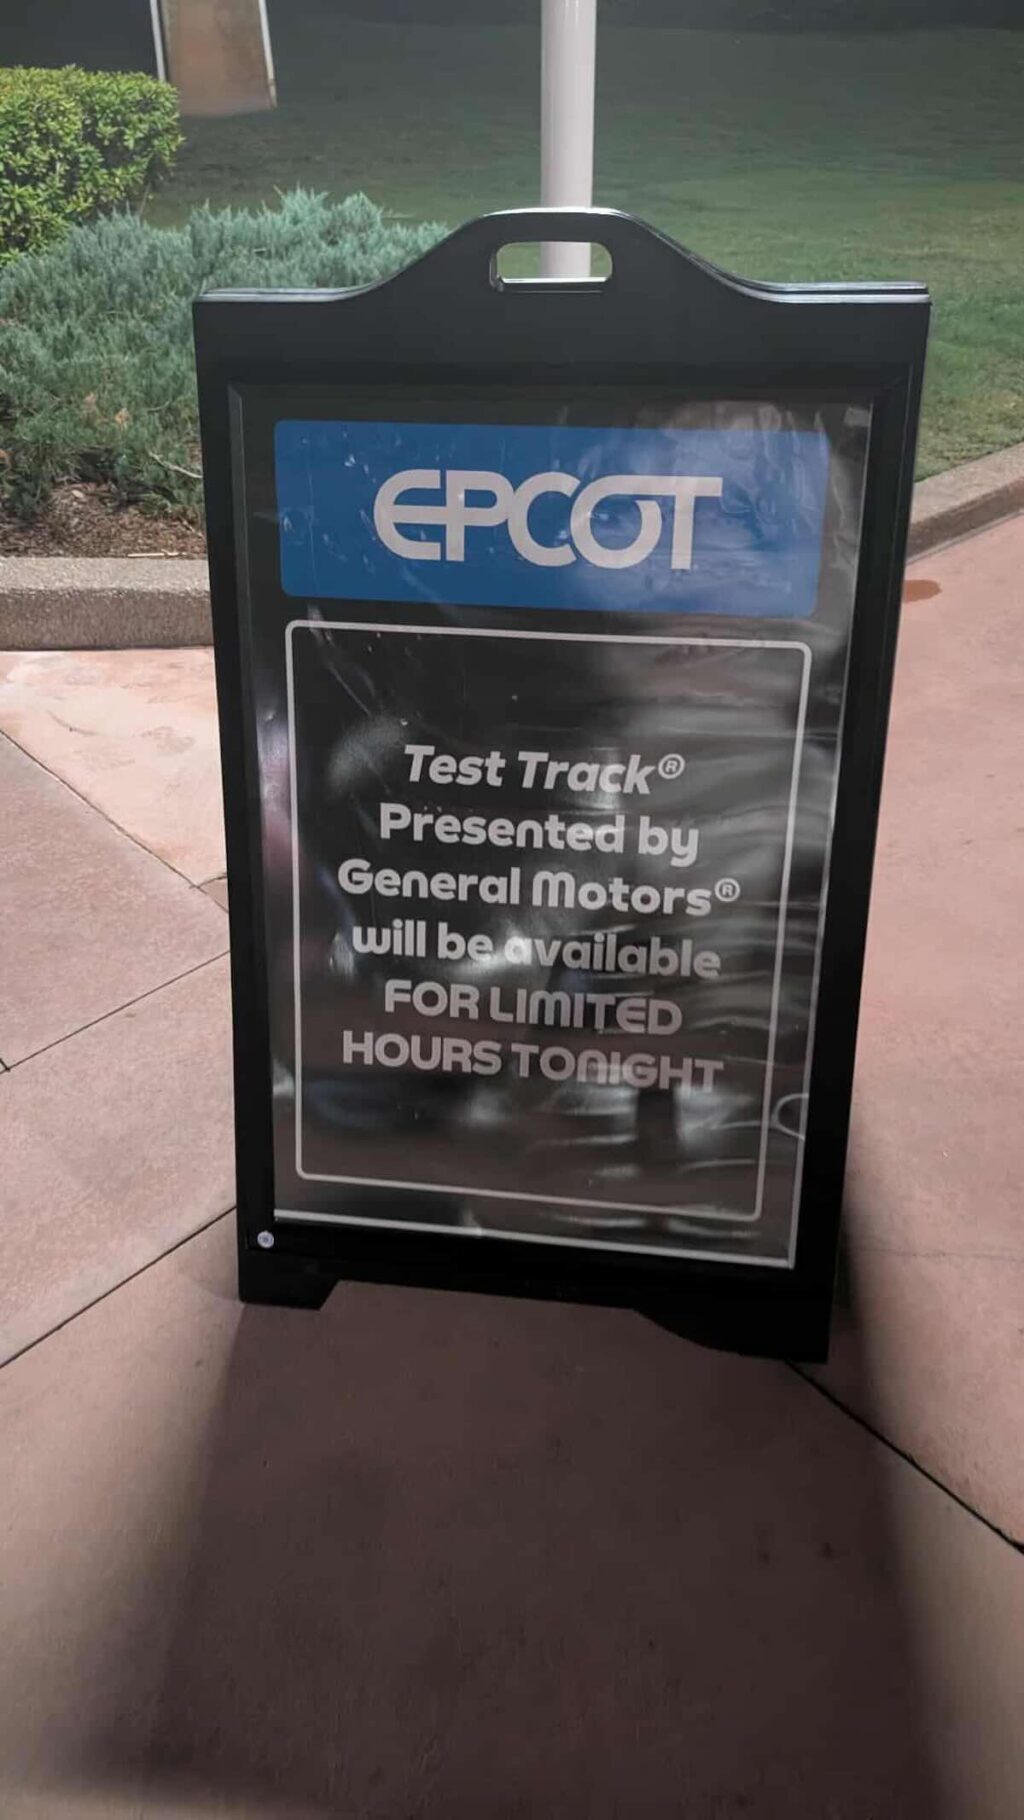 EPCOT
Test Track®
Presented by
General Motors®
will be available
FOR LIMITED
HOURS TONIGHT